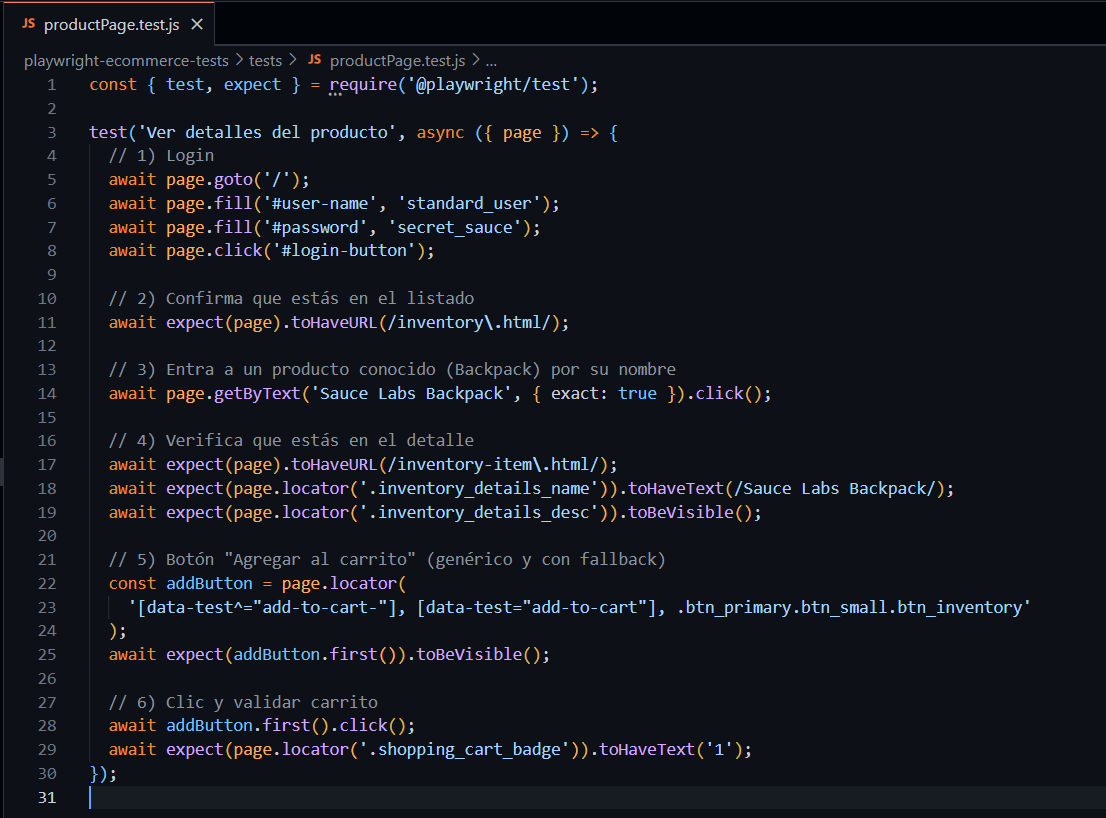 JS productPage.test.js ×
playwright-ecommerce-tests > tests > JS productPage.test.js > ...
1 const { test, expect } = require('@playwright/test');
2
3 test('Ver detalles del producto', async ({ page }) => {
4 // 1) Login
5 await page.goto('/');
6 await page.fill('#user-name', 'standard_user');
7 await page.fill('#password', 'secret_sauce');
8 await page.click('#login-button');
9
10 // 2) Confirma que estás en el listado
11 await expect(page).toHaveURL(/inventory\.html/);
12
13 // 3) Entra a un producto conocido (Backpack) por su nombre
14 await page.getByText('Sauce Labs Backpack', { exact: true }).click();
15
16 // 4) Verifica que estás en el detalle
17 await expect(page).toHaveURL(/inventory-item\.html/);
18 await expect(page.locator('.inventory_details_name')).toHaveText(/Sauce Labs Backpack/);
19 await expect(page.locator('.inventory_details_desc')).toBeVisible();
20
21 // 5) Botón "Agregar al carrito" (genérico y con fallback)
22 const addButton = page.locator(
23 '[data-test^="add-to-cart-"], [data-test="add-to-cart"], .btn_primary.btn_small.btn_inventory'
24 );
25 await expect(addButton.first()).toBeVisible();
26
27 // 6) Clic y validar carrito
28 await addButton.first().click();
29 await expect(page.locator('.shopping_cart_badge')).toHaveText('1');
30 });
31